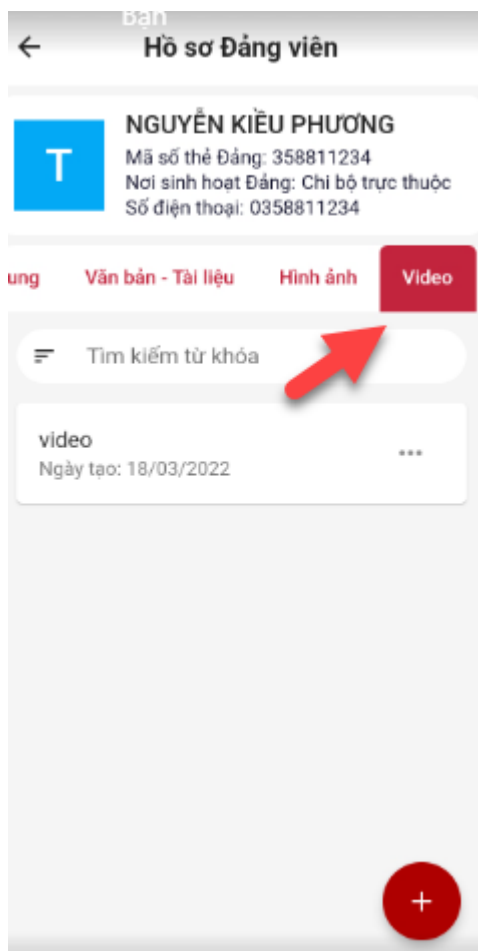 Bạn
Hồ sơ Đảng viên
T
NGUYỄN KIỀU PHƯƠNG
Mã số thẻ Đảng: 358811234
Nơi sinh hoạt Đảng: Chi bộ trực thuộc
Số điện thoại: 0358811234
ung Văn bản - Tài liệu Hình ảnh Video
Tìm kiếm từ khóa
video
Ngày tạo: 18/03/2022